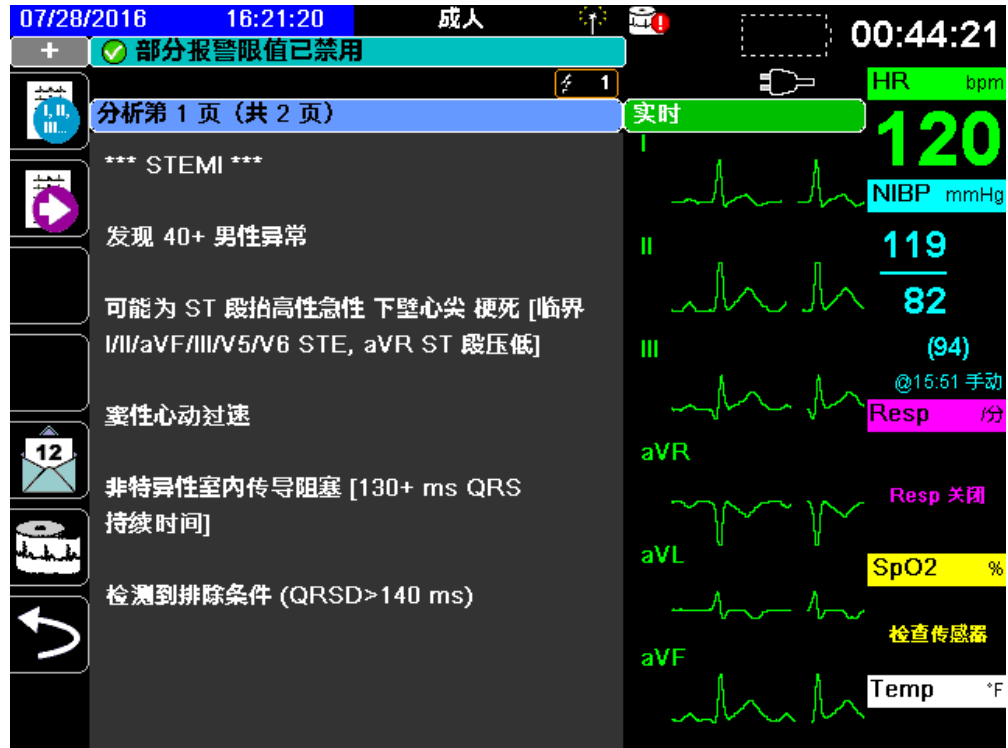 07/28/2016 16:21:20 成人 00:44:21
+ 部分报警限值已禁用
1
分析第 1 页（共 2 页）
*** STEMI ***
发现 40+ 男性异常
可能为 ST 段抬高性急性 下壁心尖 梗死 [临界
I/II/aVF/III/V5/V6 STE, aVR ST 段压低]
窦性心动过速
非特异性室内传导阻塞 [130+ ms QRS
持续时间]
检测到排除条件 (QRSD>140 ms)
I, II,
III...
12
实时
I
II
III
aVR
aVL
aVF
HR bpm
120
NIBP mmHg
119
82
(94)
@15:51 手动
Resp /分
Resp 关闭
SpO2 %
检查传感器
Temp °F